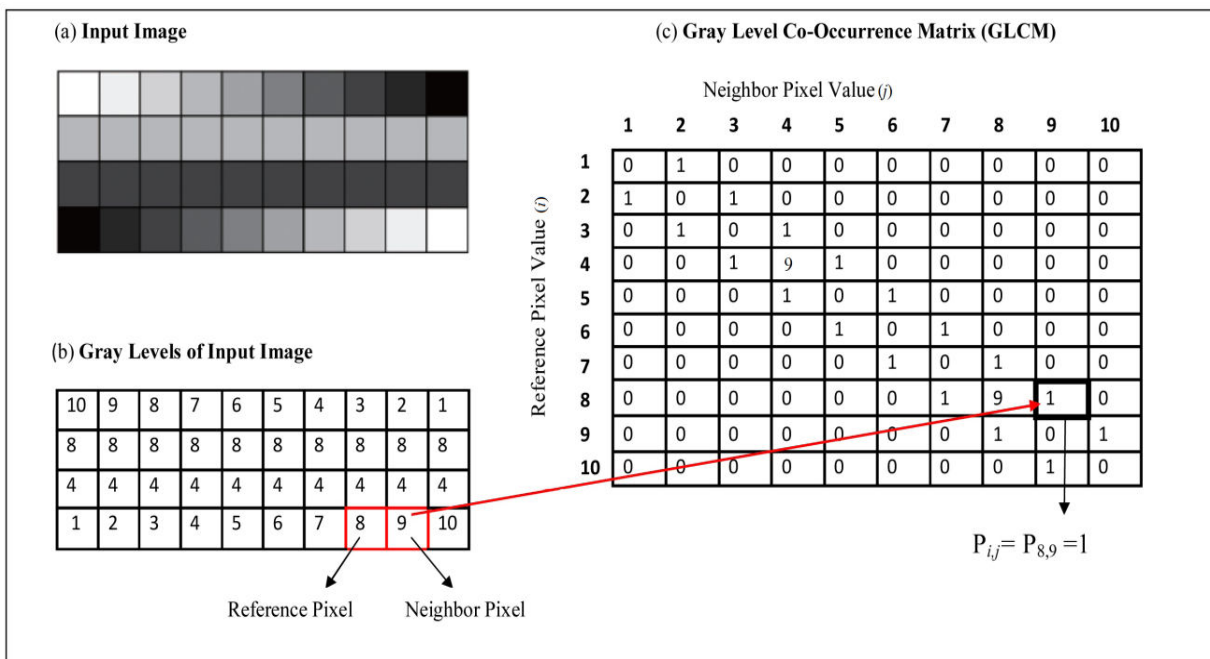 (a) Input Image
(b) Gray Levels of Input Image
10 9 8 7 6 5 4 3 2 1
8 8 8 8 8 8 8 8 8 8
4 4 4 4 4 4 4 4 4 4
1 2 3 4 5 6 7 8 9 10
Reference Pixel Neighbor Pixel
(c) Gray Level Co-Occurrence Matrix (GLCM)
Neighbor Pixel Value (j)
Reference Pixel Value (i)
1 2 3 4 5 6 7 8 9 10
1 0 1 0 0 0 0 0 0 0 0
2 1 0 1 0 0 0 0 0 0 0
3 0 1 0 1 0 0 0 0 0 0
4 0 0 1 9 1 0 0 0 0 0
5 0 0 0 1 0 1 0 0 0 0
6 0 0 0 0 1 0 1 0 0 0
7 0 0 0 0 0 1 0 1 0 0
8 0 0 0 0 0 0 1 9 1 0
9 0 0 0 0 0 0 0 1 0 1
10 0 0 0 0 0 0 0 0 1 0
Pi,j= P8,9 =1